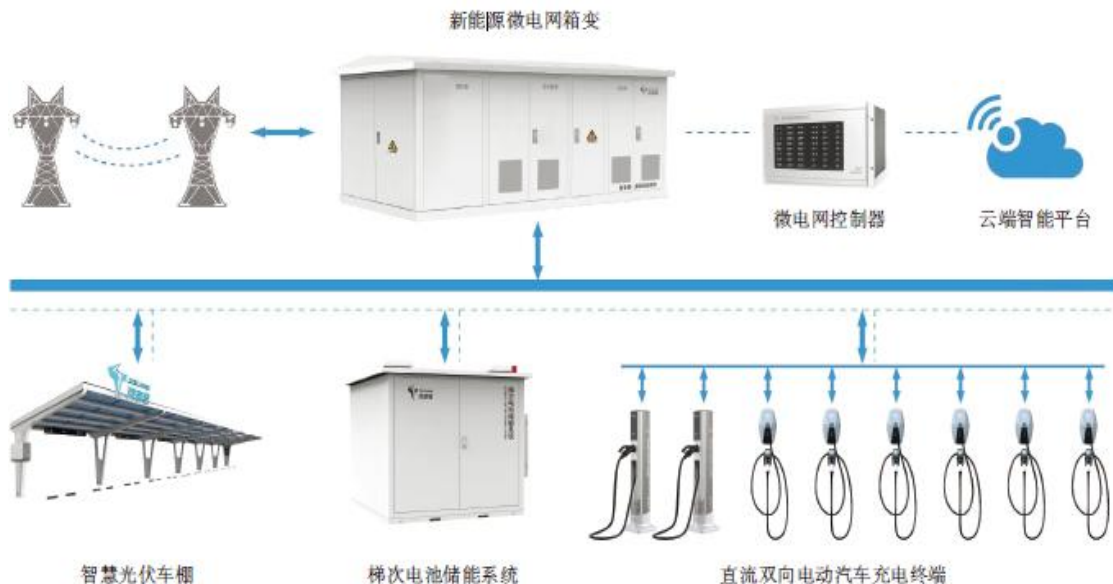 新能源微电网箱变
微电网控制器
云端智能平台
智慧光伏车棚
梯次电池储能系统
直流双向电动汽车充电终端